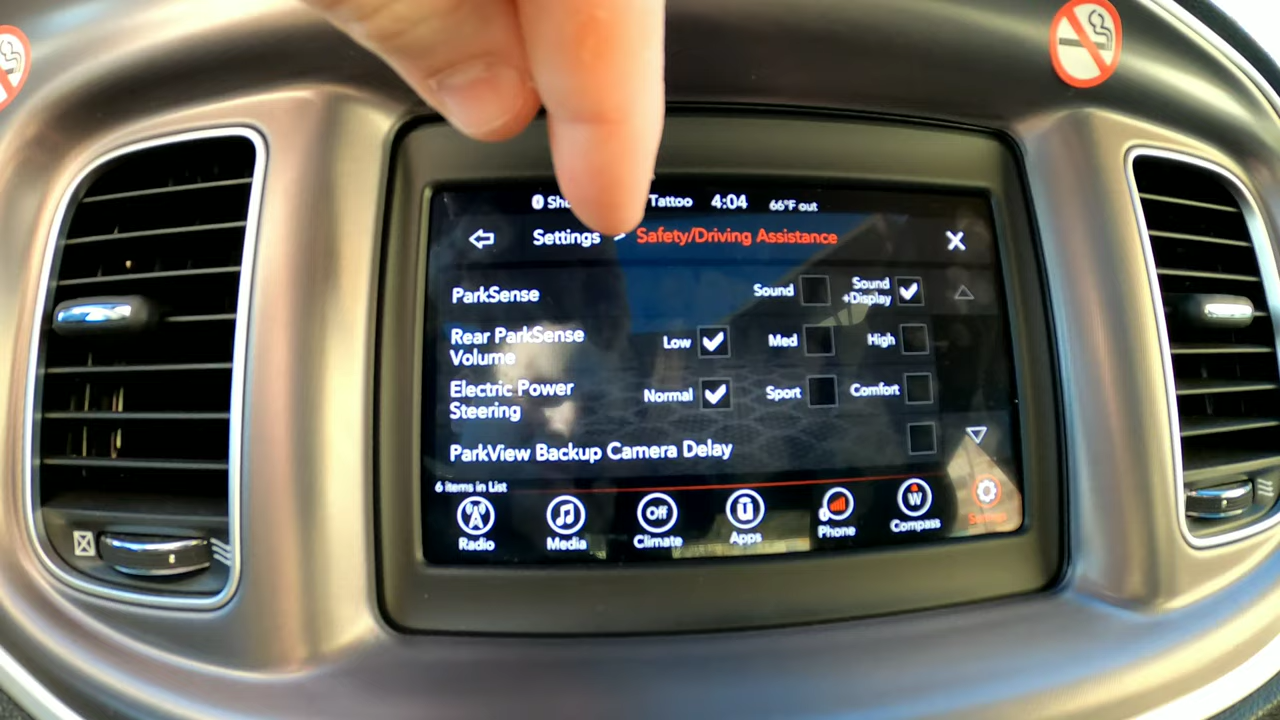 Tattoo 4:04 66°F out
Settings > Safety/Driving Assistance
ParkSense Sound Sound +Display
Rear ParkSense Volume Low Med High
Electric Power Steering Normal Sport Comfort
ParkView Backup Camera Delay
6 items in List
Radio Media Off Climate Apps Phone W Compass Settings